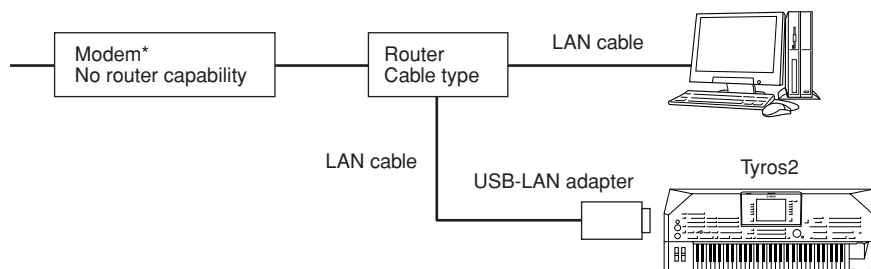 Modem*
No router capability
Router
Cable type
LAN cable
LAN cable
USB-LAN adapter
Tyros2